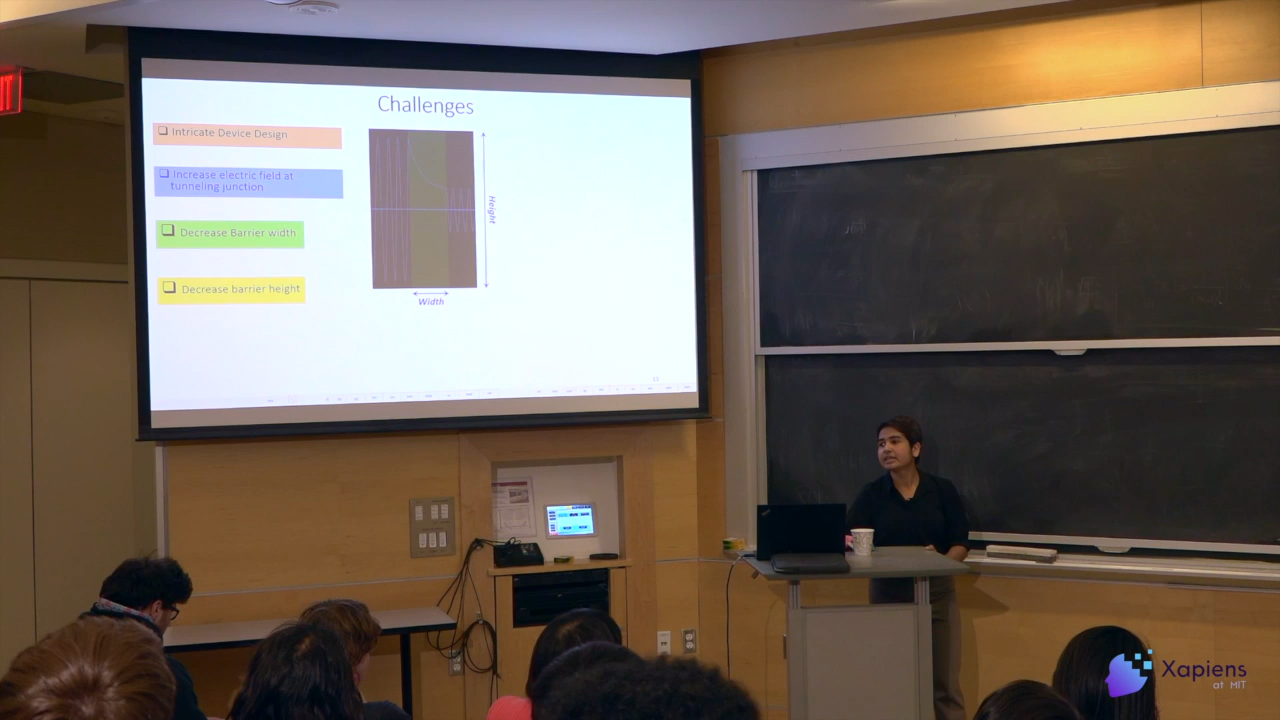 Challenges
❑ Intricate Device Design
❑ Increase electric field at
tunneling junction
❑ Decrease Barrier width
❑ Decrease barrier height
Height
Width
Xapiens
at MIT